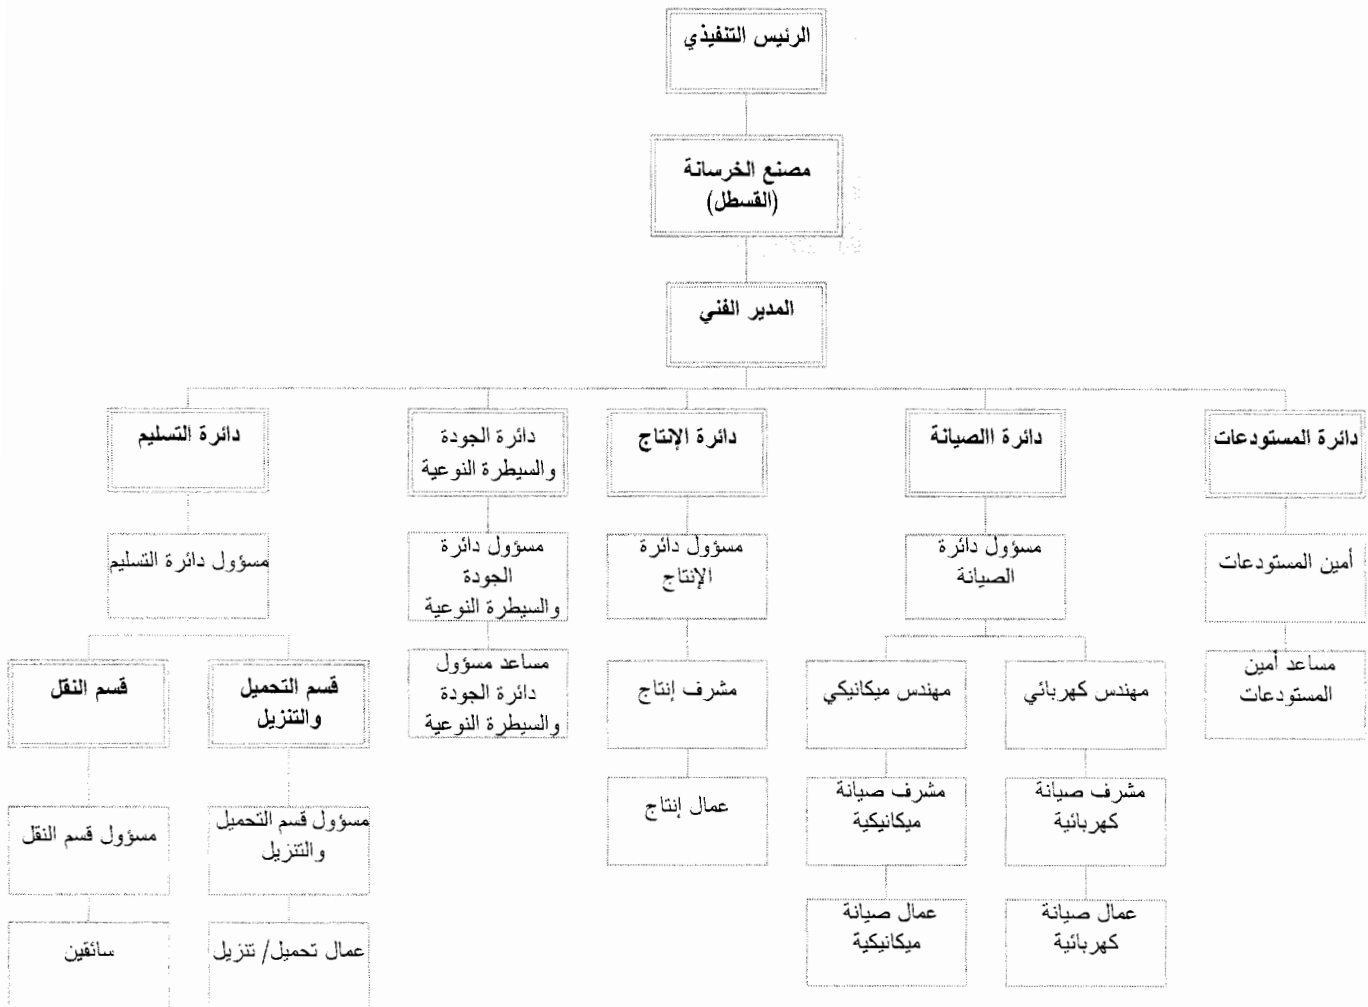 الرئيس التنفيذي
مصنع الخرسانة
(القسطل)
المدير الفني
دائرة المستودعات
دائرة االصيانة
دائرة الإنتاج
دائرة الجودة
والسيطرة النوعية
دائرة التسليم
أمين المستودعات
مسؤول دائرة
الصيانة
مسؤول دائرة
الإنتاج
مسؤول دائرة
الجودة
والسيطرة النوعية
مسؤول دائرة التسليم
مساعد أمين
المستودعات
مهندس كهربائي
مهندس ميكانيكي
مشرف إنتاج
مساعد مسؤول
دائرة الجودة
والسيطرة النوعية
قسم التحميل
والتنزيل
قسم النقل
مشرف صيانة
كهربائية
مشرف صيانة
ميكانيكية
عمال إنتاج
مسؤول قسم التحميل
والتنزيل
مسؤول قسم النقل
عمال صيانة
كهربائية
عمال صيانة
ميكانيكية
عمال تحميل/ تنزيل
سائقين